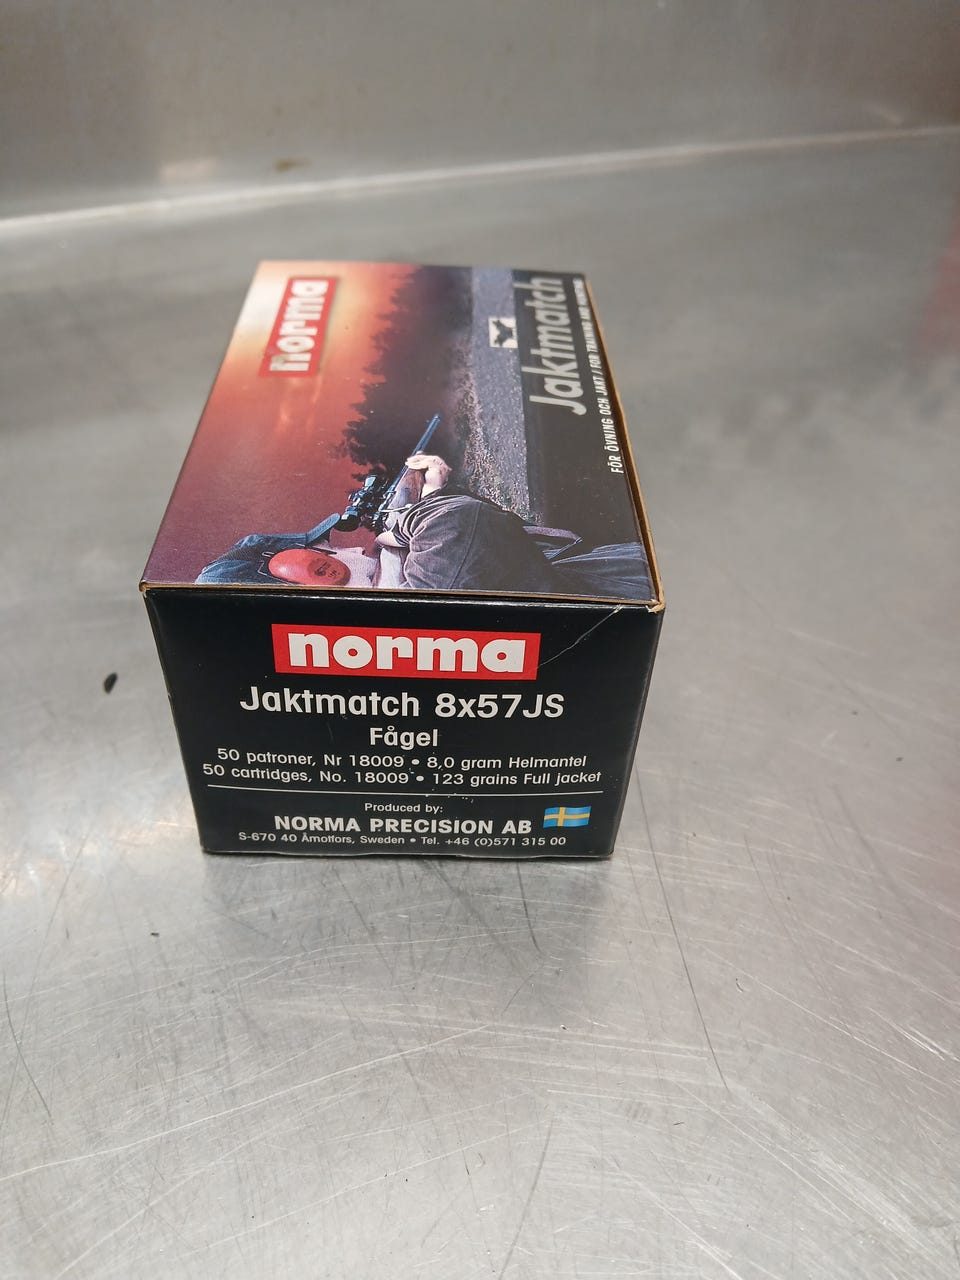 norma
Jaktmatch
FÖR ÖVNING OCH JAKT / FOR TRAINING AND HUNTING
norma
Jaktmatch 8x57JS
Fågel
50 patroner, Nr 18009 • 8,0 gram Helmantel
50 cartridges, No. 18009 • 123 grains Full jacket
Produced by:
NORMA PRECISION AB
S-670 40 Åmotfors, Sweden • Tel. +46 (0)571 315 00